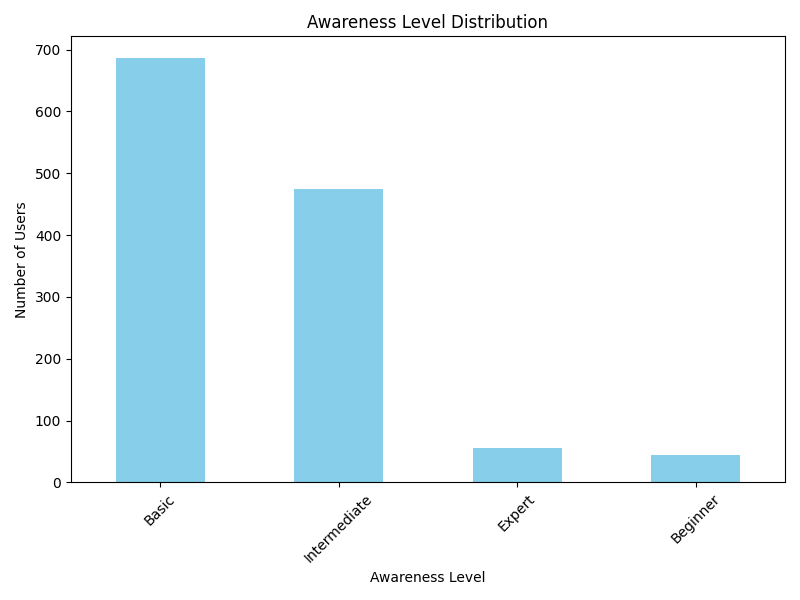 Awareness Level Distribution
Number of Users
700
600
500
400
300
200
100
0
Basic
Intermediate
Expert
Beginner
Awareness Level